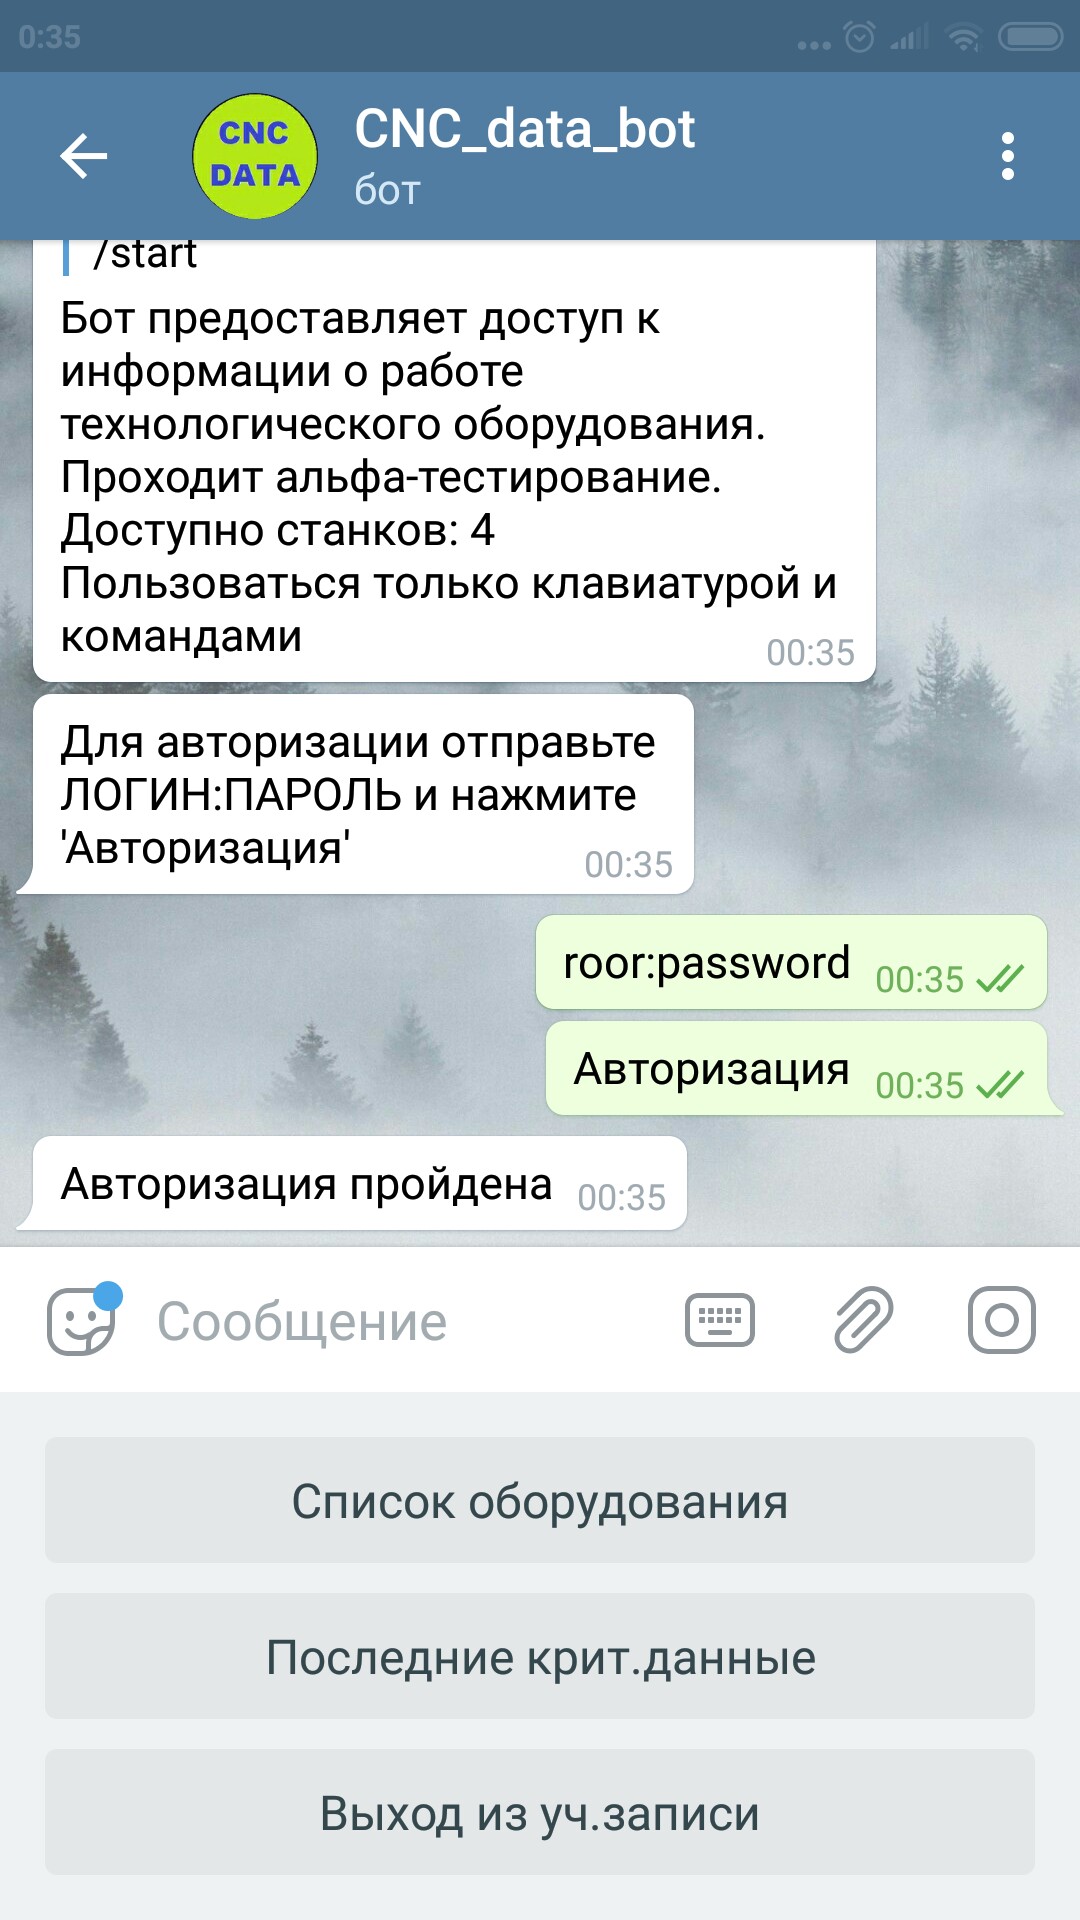 0:35
CNC
DATA
CNC_data_bot
бот
/start
Бот предоставляет доступ к
информации о работе
технологического оборудования.
Проходит альфа-тестирование.
Доступно станков: 4
Пользоваться только клавиатурой и
командами
00:35
Для авторизации отправьте
ЛОГИН:ПАРОЛЬ и нажмите
'Авторизация'
00:35
roor:password 00:35
Авторизация 00:35
Авторизация пройдена 00:35
Сообщение
Список оборудования
Последние крит.данные
Выход из уч.записи